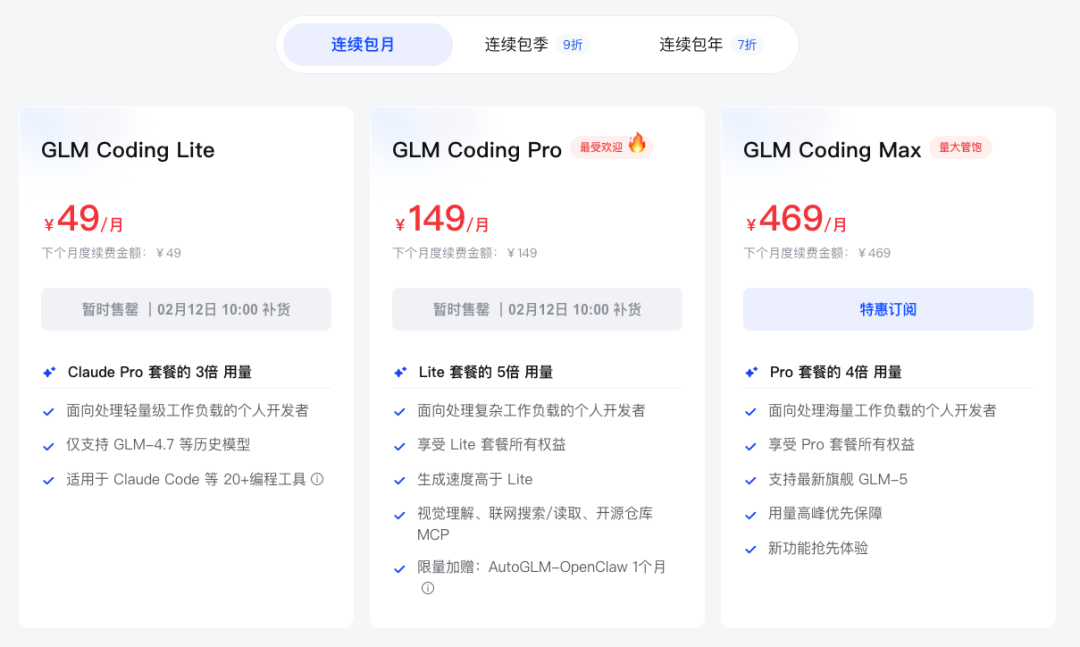 连续包月
连续包季 9折
连续包年 7折
GLM Coding Lite
¥49/月
下个月度续费金额：¥49
暂时售罄 ｜02月12日 10:00 补货
Claude Pro 套餐的 3倍 用量
面向处理轻量级工作负载的个人开发者
仅支持 GLM-4.7 等历史模型
适用于 Claude Code 等 20+编程工具
GLM Coding Pro 最受欢迎
¥149/月
下个月度续费金额：¥149
暂时售罄 ｜02月12日 10:00 补货
Lite 套餐的 5倍 用量
面向处理复杂工作负载的个人开发者
享受 Lite 套餐所有权益
生成速度高于 Lite
视觉理解、联网搜索/读取、开源仓库
MCP
限量加赠：AutoGLM-OpenClaw 1个月
GLM Coding Max 量大管饱
¥469/月
下个月度续费金额：¥469
特惠订阅
Pro 套餐的 4倍 用量
面向处理海量工作负载的个人开发者
享受 Pro 套餐所有权益
支持最新旗舰 GLM-5
用量高峰优先保障
新功能抢先体验